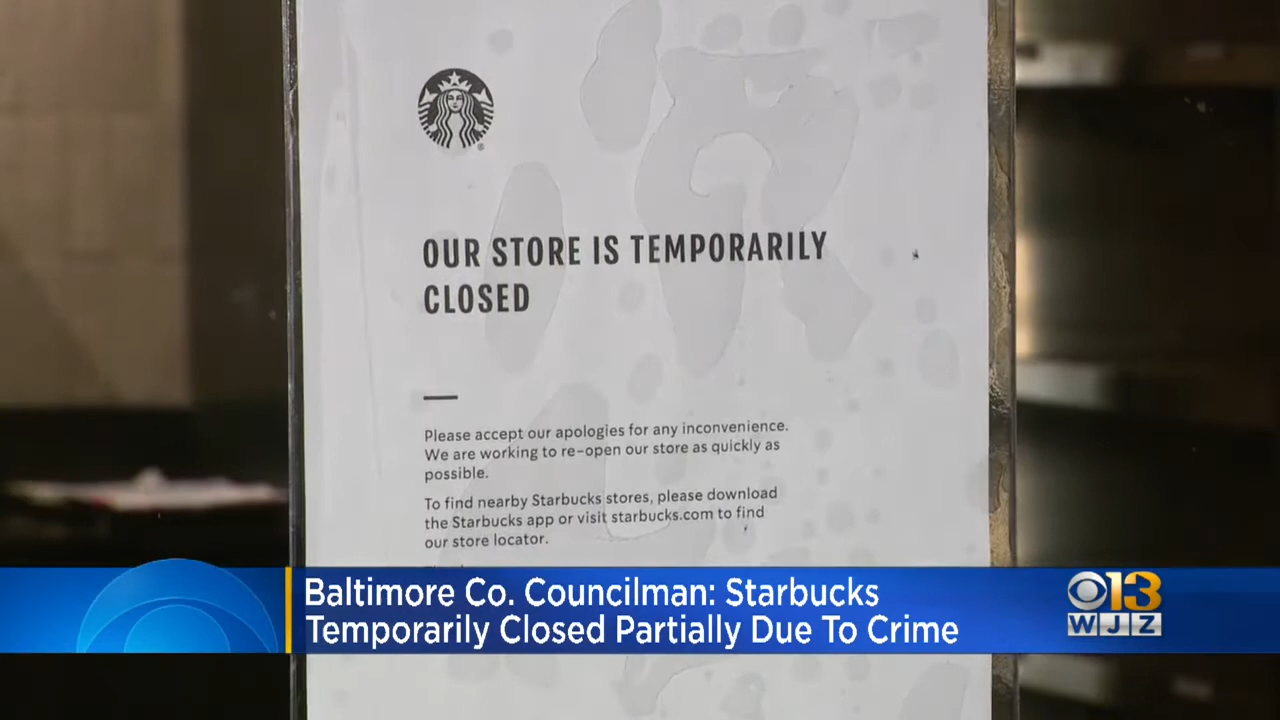 OUR STORE IS TEMPORARILY
CLOSED
Please accept our apologies for any inconvenience.
We are working to re-open our store as quickly as
possible.
To find nearby Starbucks stores, please download
the Starbucks app or visit starbucks.com to find
our store locator.
Baltimore Co. Councilman: Starbucks
Temporarily Closed Partially Due To Crime
13
WJZ